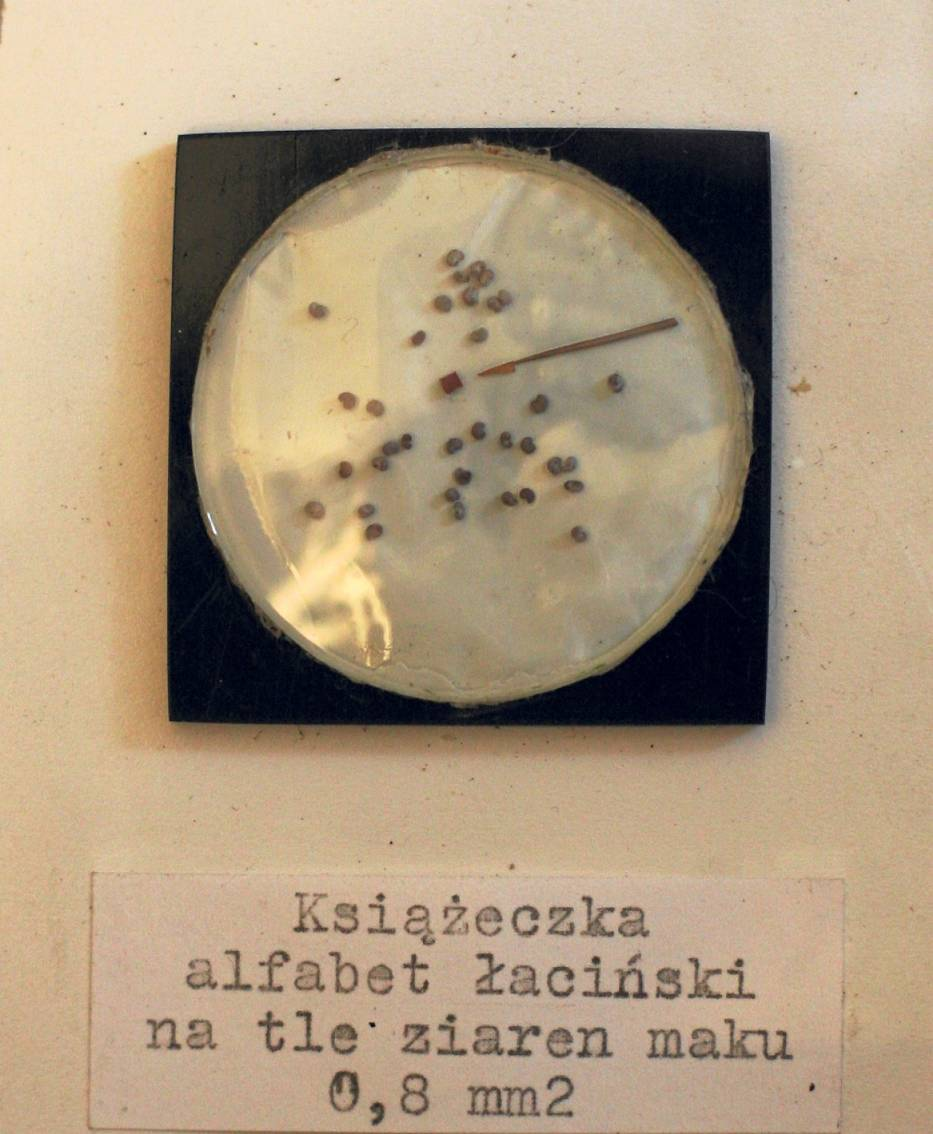 Książeczka
alfabet łaciński
na tle ziaren maku
0,8 mm2